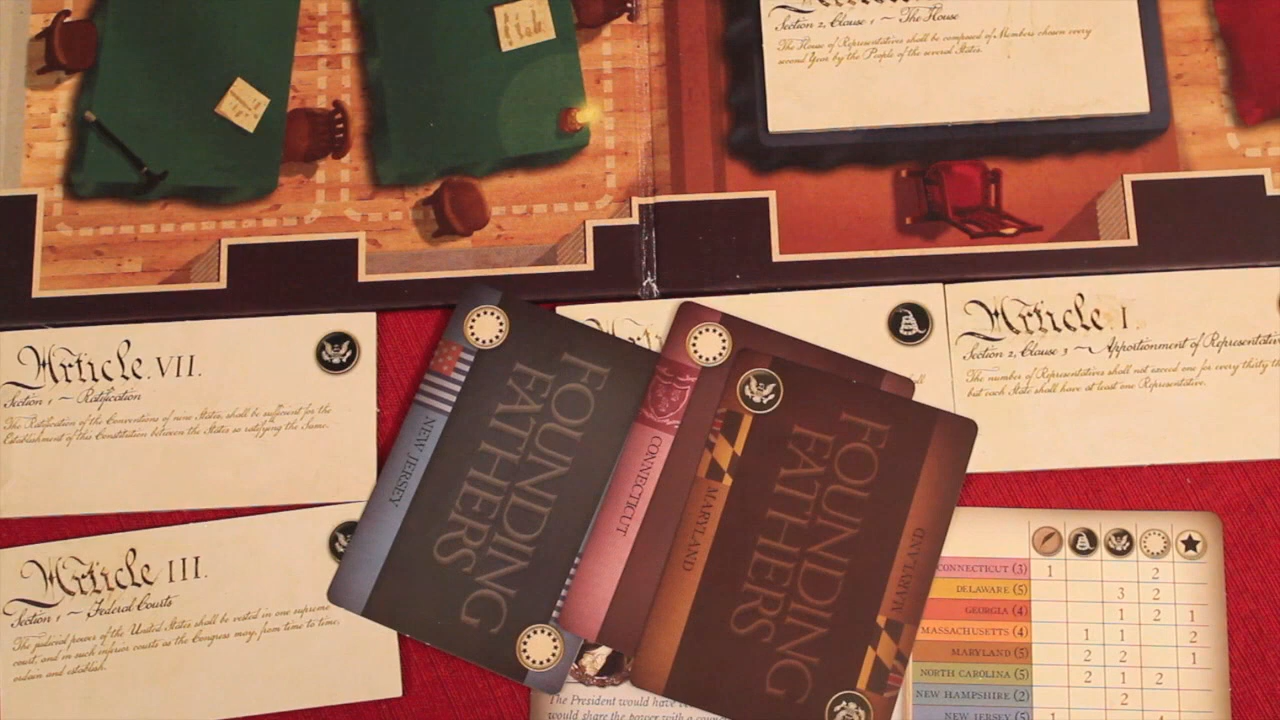 Section 2, Clause 1 ~ The House
The House of Representatives shall be composed of Members chosen every
second Year by the People of the several States.
Article VII.
Section 1 ~ Ratification
The Ratification of the Conventions of nine States, shall be sufficient for the
Establishment of this Constitution between the States so ratifying the Same.
Article III.
Section 1 ~ Federal Courts
The judicial power of the United States shall be vested in one supreme
court, and in such inferior courts as the Congress may, from time to time,
ordain and establish.
Article I
Section 2, Clause 3 ~ Apportionment of Representativ
The number of Representatives shall not exceed one for every thirty th
but each State shall have at least one Representative.
FOUNDING
FATHERS
NEW JERSEY
CONNECTICUT
FOUNDING
FATHERS
MARYLAND
MARYLAND
The President would have
would share the power with a
CONNECTICUT (3) 1 2
DELAWARE (5) 3 2
GEORGIA (4) 1 2 1
MASSACHUSETTS (4) 1 1 2
MARYLAND (5) 2 2 1
NORTH CAROLINA (5) 2 1 2
NEW HAMPSHIRE (2) 2
NEW JERSEY (5) 1